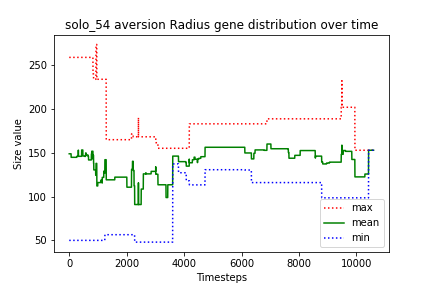 solo_54 aversion Radius gene distribution over time
250
200
150
100
50
Size value
0
2000
4000
6000
8000
10000
Timesteps
max
mean
min